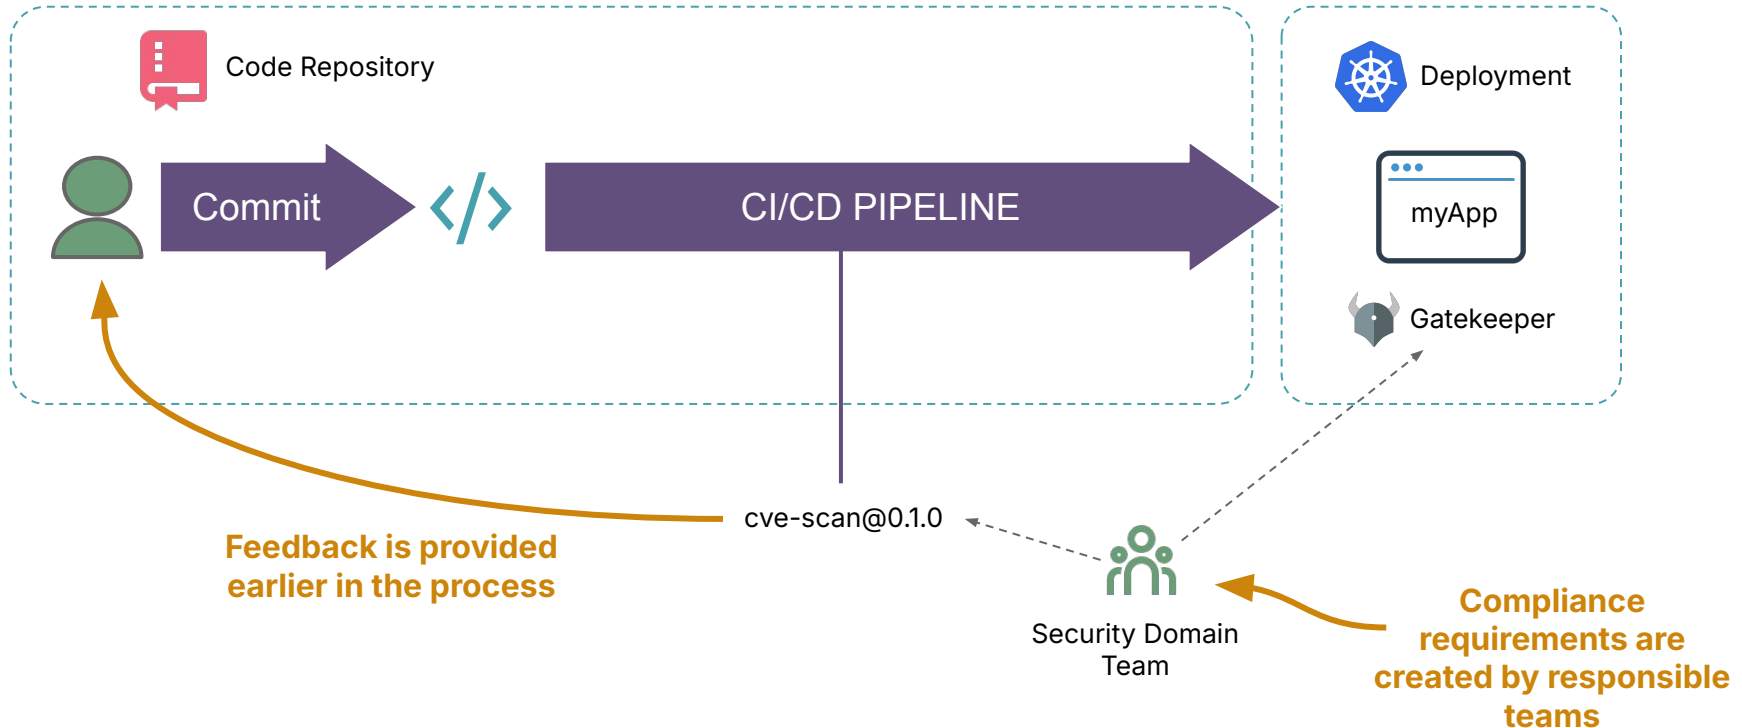 Code Repository
Deployment
Commit
CI/CD PIPELINE
myApp
Gatekeeper
cve-scan@0.1.0
Feedback is provided
earlier in the process
Security Domain
Team
Compliance
requirements are
created by responsible
teams